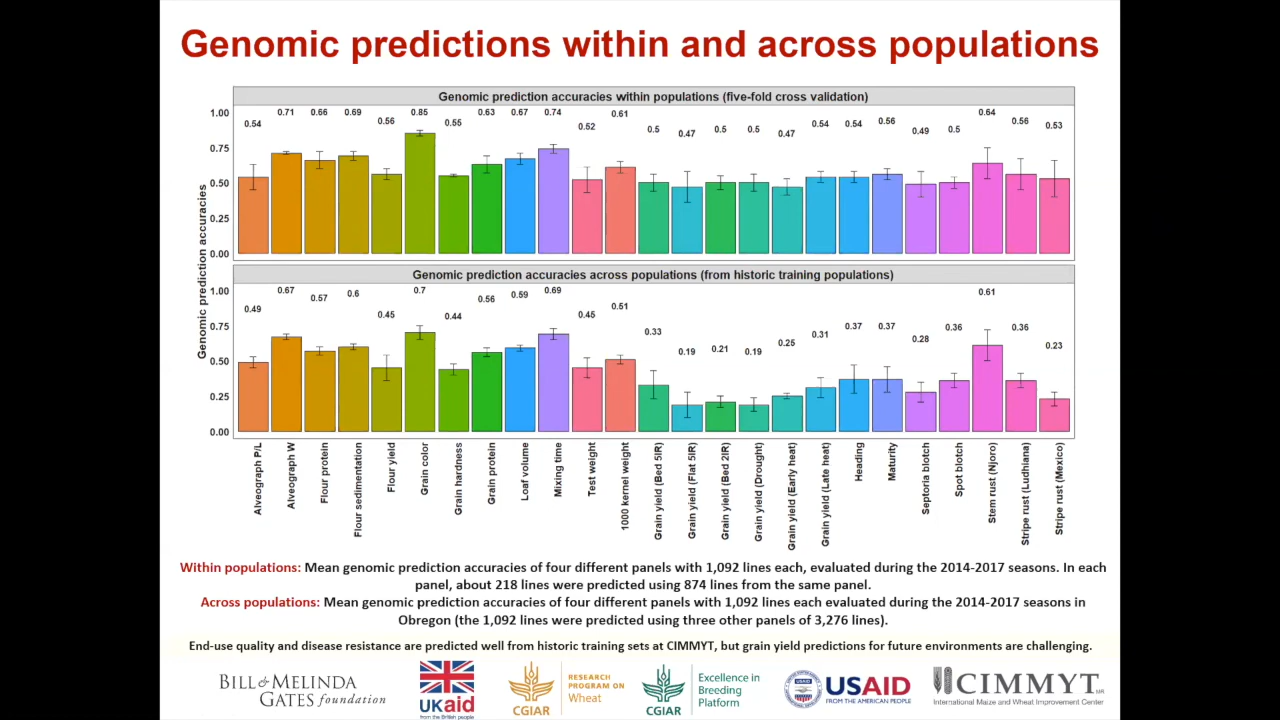 Genomic predictions within and across populations
Genomic prediction accuracies within populations (five-fold cross validation)
Genomic prediction accuracies
1.00
0.75
0.50
0.25
0.00
0.54 0.71 0.66 0.69 0.56 0.85 0.55 0.63 0.67 0.74 0.52 0.61 0.5 0.47 0.5 0.5 0.47 0.54 0.54 0.56 0.49 0.5 0.64 0.56 0.53
Genomic prediction accuracies across populations (from historic training populations)
1.00
0.75
0.50
0.25
0.00
0.49 0.67 0.57 0.6 0.45 0.7 0.44 0.56 0.59 0.69 0.45 0.51 0.33 0.19 0.21 0.19 0.25 0.31 0.37 0.37 0.28 0.36 0.61 0.36 0.23
Alveograph P/L
Alveograph W
Flour protein
Flour sedimentation
Flour yield
Grain color
Grain hardness
Grain protein
Loaf volume
Mixing time
Test weight
1000 kernel weight
Grain yield (Bed 5IR)
Grain yield (Flat 5IR)
Grain yield (Bed 2IR)
Grain yield (Drought)
Grain yield (Early heat)
Grain yield (Late heat)
Heading
Maturity
Septoria blotch
Spot blotch
Stem rust (Njoro)
Stripe rust (Ludhiana)
Stripe rust (Mexico)
Within populations: Mean genomic prediction accuracies of four different panels with 1,092 lines each, evaluated during the 2014-2017 seasons. In each
panel, about 218 lines were predicted using 874 lines from the same panel.
Across populations: Mean genomic prediction accuracies of four different panels with 1,092 lines each evaluated during the 2014-2017 seasons in
Obregon (the 1,092 lines were predicted using three other panels of 3,276 lines).
End-use quality and disease resistance are predicted well from historic training sets at CIMMYT, but grain yield predictions for future environments are challenging.
BILL & MELINDA
GATES foundation
UKaid
from the British people
CGIAR
RESEARCH
PROGRAM ON
Wheat
CGIAR
Excellence in
Breeding
Platform
USAID
FROM THE AMERICAN PEOPLE
CIMMYT
International Maize and Wheat Improvement Center